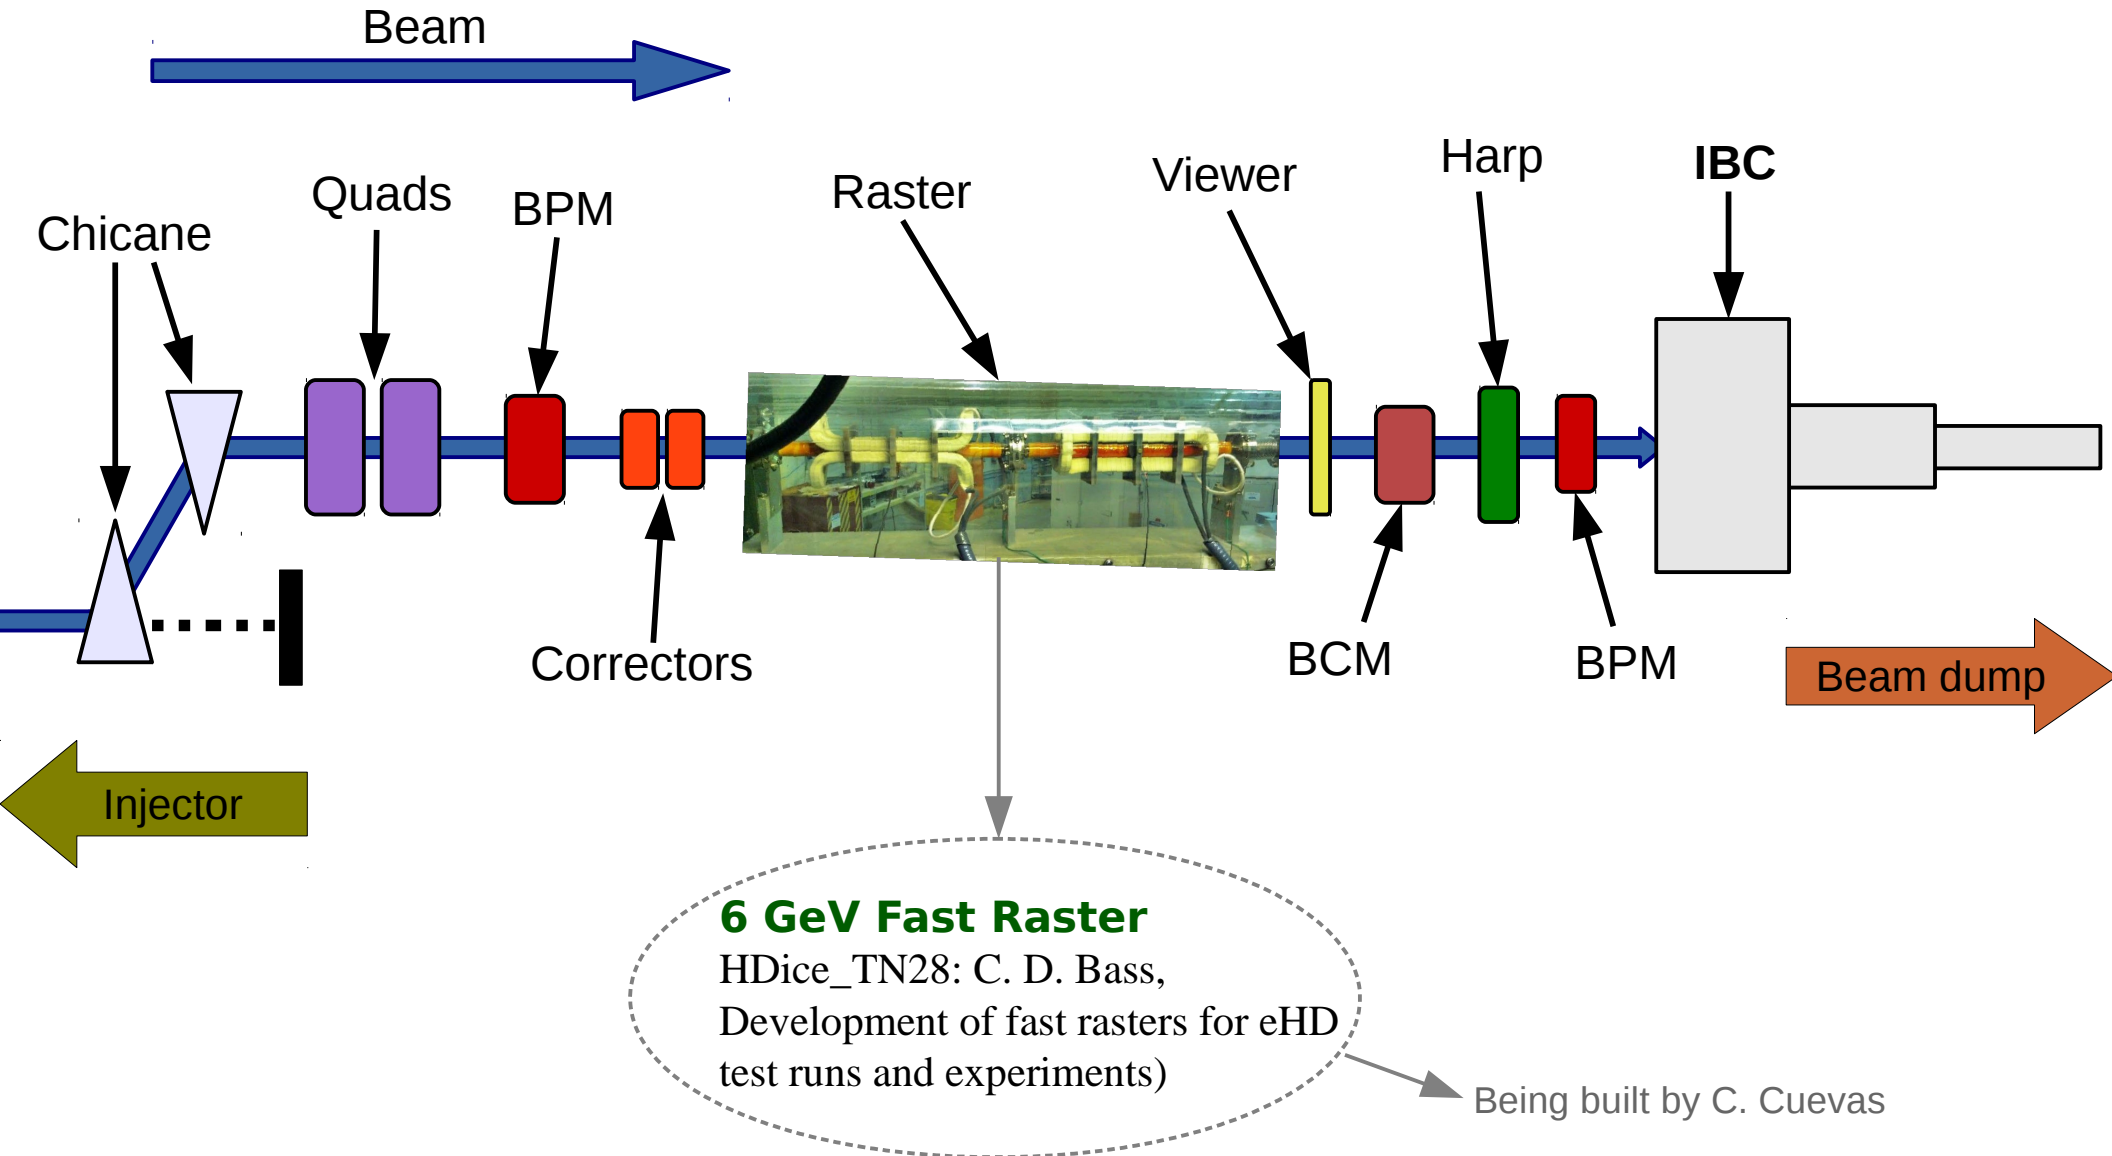 Beam
Harp
IBC
Viewer
Quads
BPM
Raster
Chicane
Correctors
BCM
BPM
Beam dump
Injector
6 GeV Fast Raster
HDice_TN28: C. D. Bass,
Development of fast rasters for eHD
test runs and experiments)
Being built by C. Cuevas